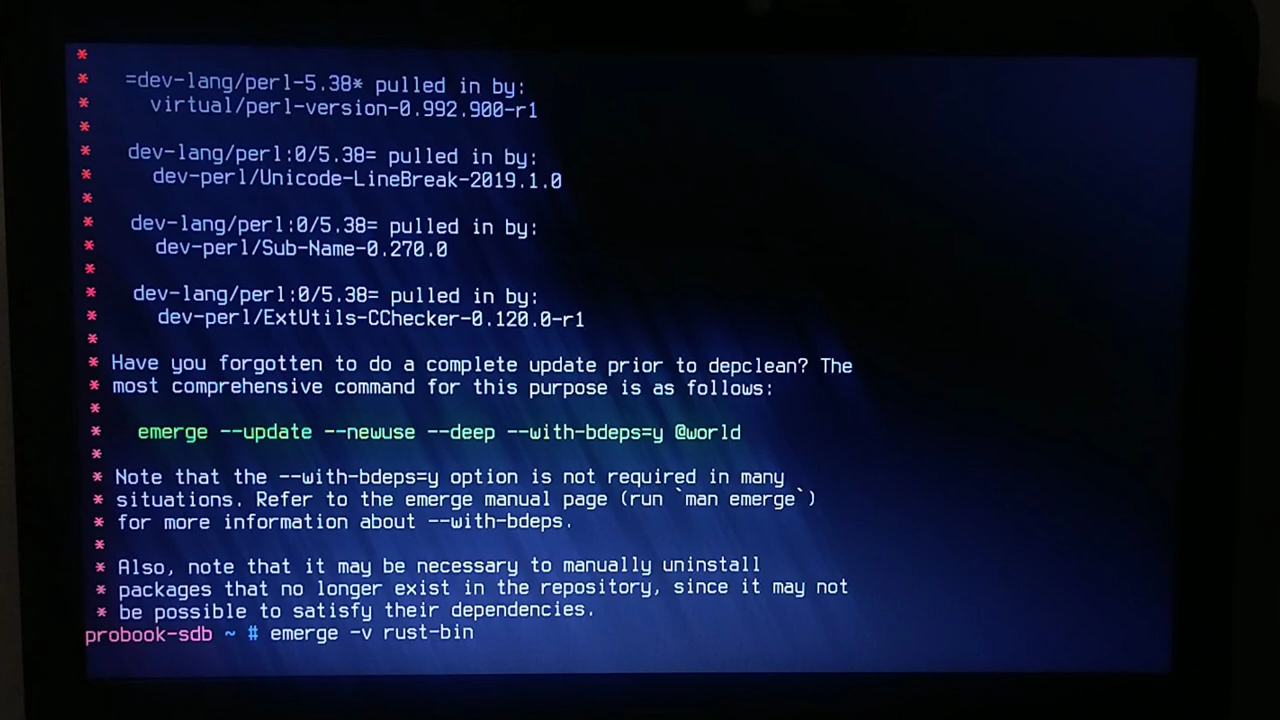 *
* =dev-lang/perl-5.38* pulled in by:
* virtual/perl-version-0.992.900-r1
*
* dev-lang/perl:0/5.38= pulled in by:
* dev-perl/Unicode-LineBreak-2019.1.0
*
* dev-lang/perl:0/5.38= pulled in by:
* dev-perl/Sub-Name-0.270.0
*
* dev-lang/perl:0/5.38= pulled in by:
* dev-perl/ExtUtils-CChecker-0.120.0-r1
*
* Have you forgotten to do a complete update prior to depclean? The
* most comprehensive command for this purpose is as follows:
*
* emerge --update --newuse --deep --with-bdeps=y @world
*
* Note that the --with-bdeps=y option is not required in many
* situations. Refer to the emerge manual page (run `man emerge`)
* for more information about --with-bdeps.
*
* Also, note that it may be necessary to manually uninstall
* packages that no longer exist in the repository, since it may not
* be possible to satisfy their dependencies.
probook-sdb ~ # emerge -v rust-bin